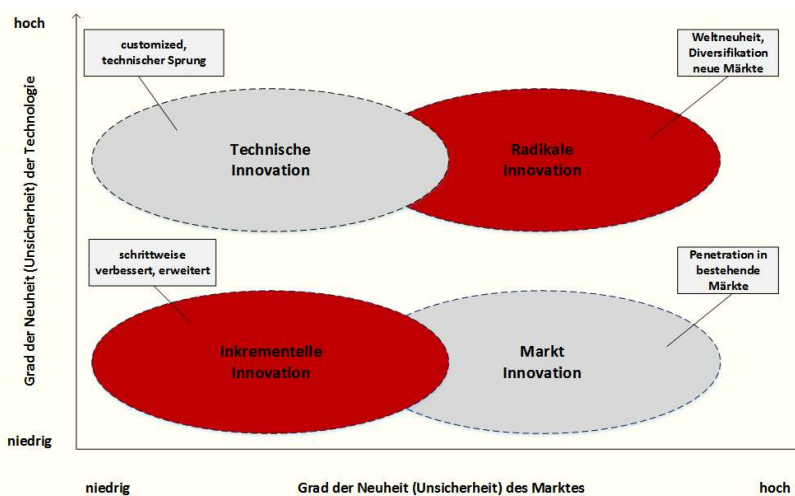 hoch
customized,
technischer Sprung
Weltneuheit,
Diversifikation
neue Märkte
Grad der Neuheit (Unsicherheit) der Technologie
Technische
Innovation
Radikale
Innovation
schrittweise
verbessert, erweitert
Penetration in
bestehende
Märkte
Inkrementelle
Innovation
Markt
Innovation
niedrig
niedrig
Grad der Neuheit (Unsicherheit) des Marktes
hoch